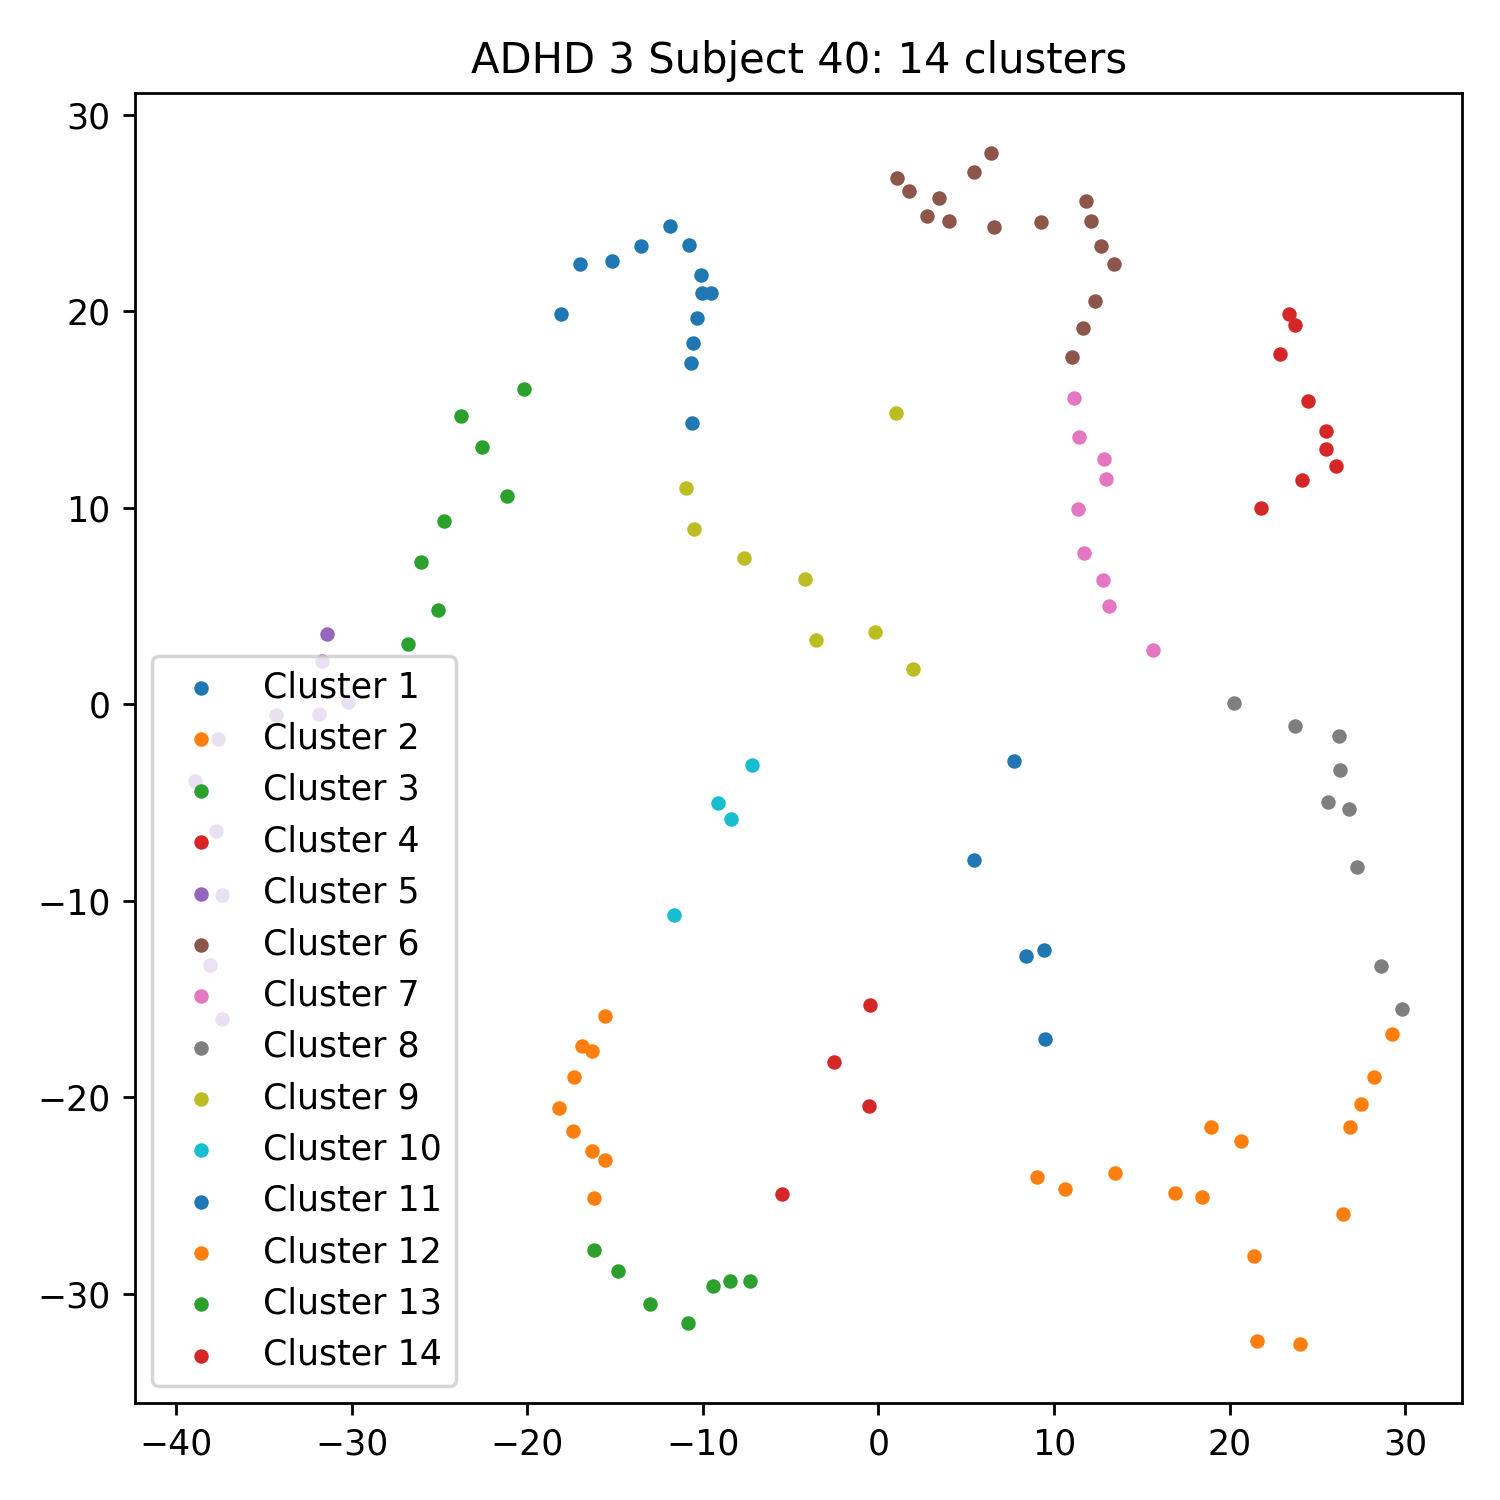 ADHD 3 Subject 40: 14 clusters
30
20
10
0
−10
−20
−30
Cluster 1
Cluster 2
Cluster 3
Cluster 4
Cluster 5
Cluster 6
Cluster 7
Cluster 8
Cluster 9
Cluster 10
Cluster 11
Cluster 12
Cluster 13
Cluster 14
−40 −30 −20 −10 0 10 20 30